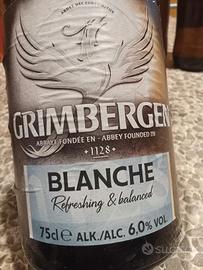 GRIMBERGEN
ABBAYE FONDÉE EN - ABBEY FOUNDED IN
• 1128 •
BLANCHE
Refreshing & balanced
75cl e ALK./ALC. 6,0% VOL